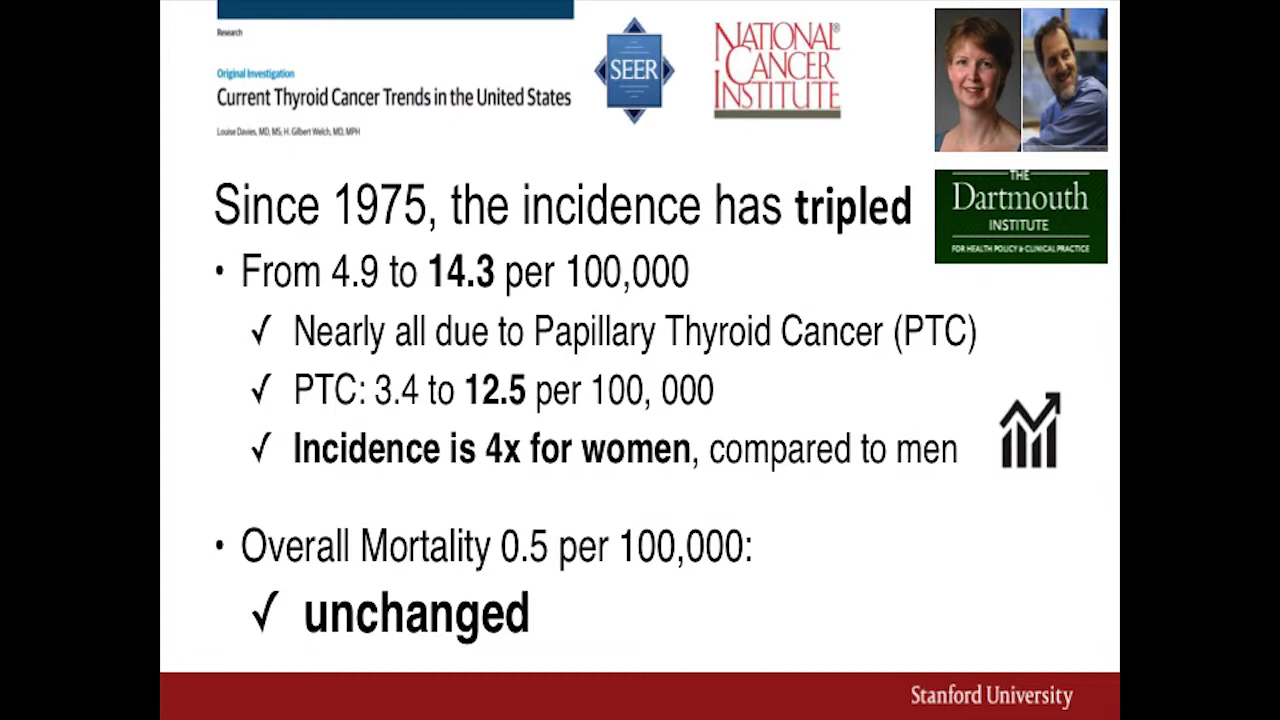 Research
Original Investigation
Current Thyroid Cancer Trends in the United States
Louise Davies, MD, MS; H. Gilbert Welch, MD, MPH
SEER
NATIONAL®
CANCER
INSTITUTE
THE
Dartmouth
INSTITUTE
FOR HEALTH POLICY & CLINICAL PRACTICE
Since 1975, the incidence has tripled
• From 4.9 to 14.3 per 100,000
✓ Nearly all due to Papillary Thyroid Cancer (PTC)
✓ PTC: 3.4 to 12.5 per 100, 000
✓ Incidence is 4x for women, compared to men
• Overall Mortality 0.5 per 100,000:
✓ unchanged
Stanford University